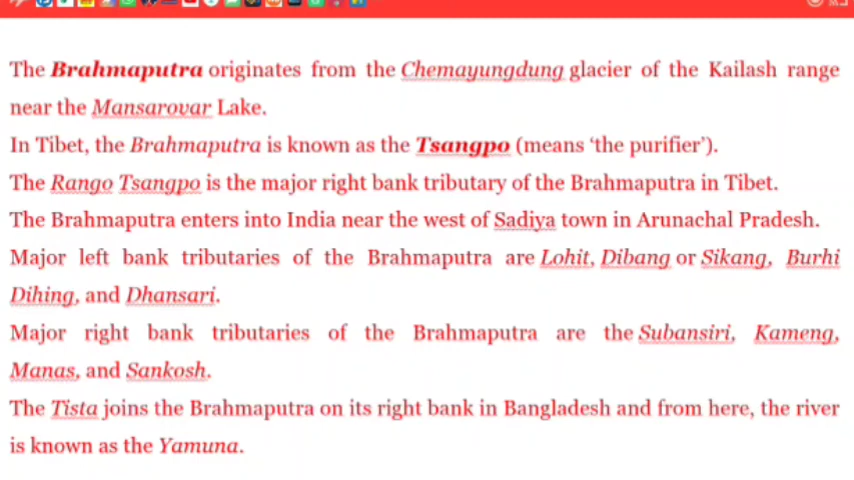 The Brahmaputra originates from the Chemayungdung glacier of the Kailash range
near the Mansarovar Lake.
In Tibet, the Brahmaputra is known as the Tsangpo (means ‘the purifier’).
The Rango Tsangpo is the major right bank tributary of the Brahmaputra in Tibet.
The Brahmaputra enters into India near the west of Sadiya town in Arunachal Pradesh.
Major left bank tributaries of the Brahmaputra are Lohit, Dibang or Sikang, Burhi
Dihing, and Dhansari.
Major right bank tributaries of the Brahmaputra are the Subansiri, Kameng,
Manas, and Sankosh.
The Tista joins the Brahmaputra on its right bank in Bangladesh and from here, the river
is known as the Yamuna.